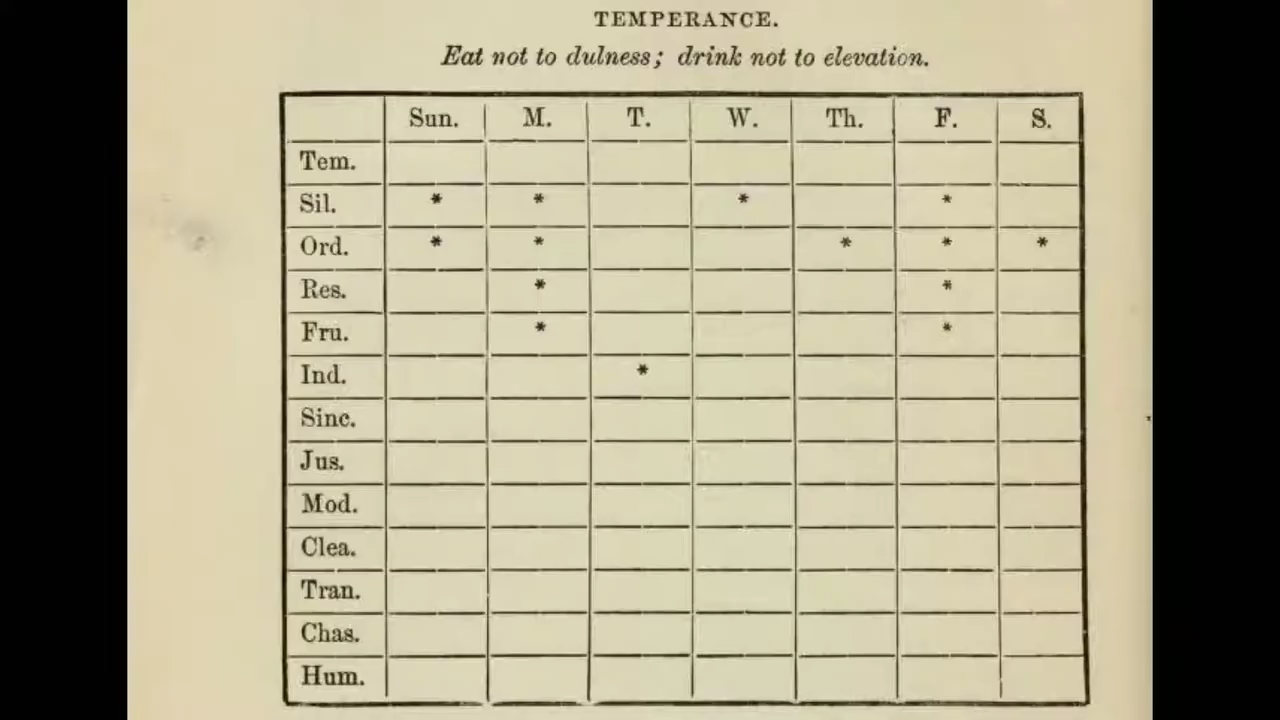 TEMPERANCE.
Eat not to dulness; drink not to elevation.
Sun. M. T. W. Th. F. S.
Tem.
Sil. * * * *
Ord. * * * * *
Res. * *
Fru. * *
Ind. *
Sinc.
Jus.
Mod.
Clea.
Tran.
Chas.
Hum.